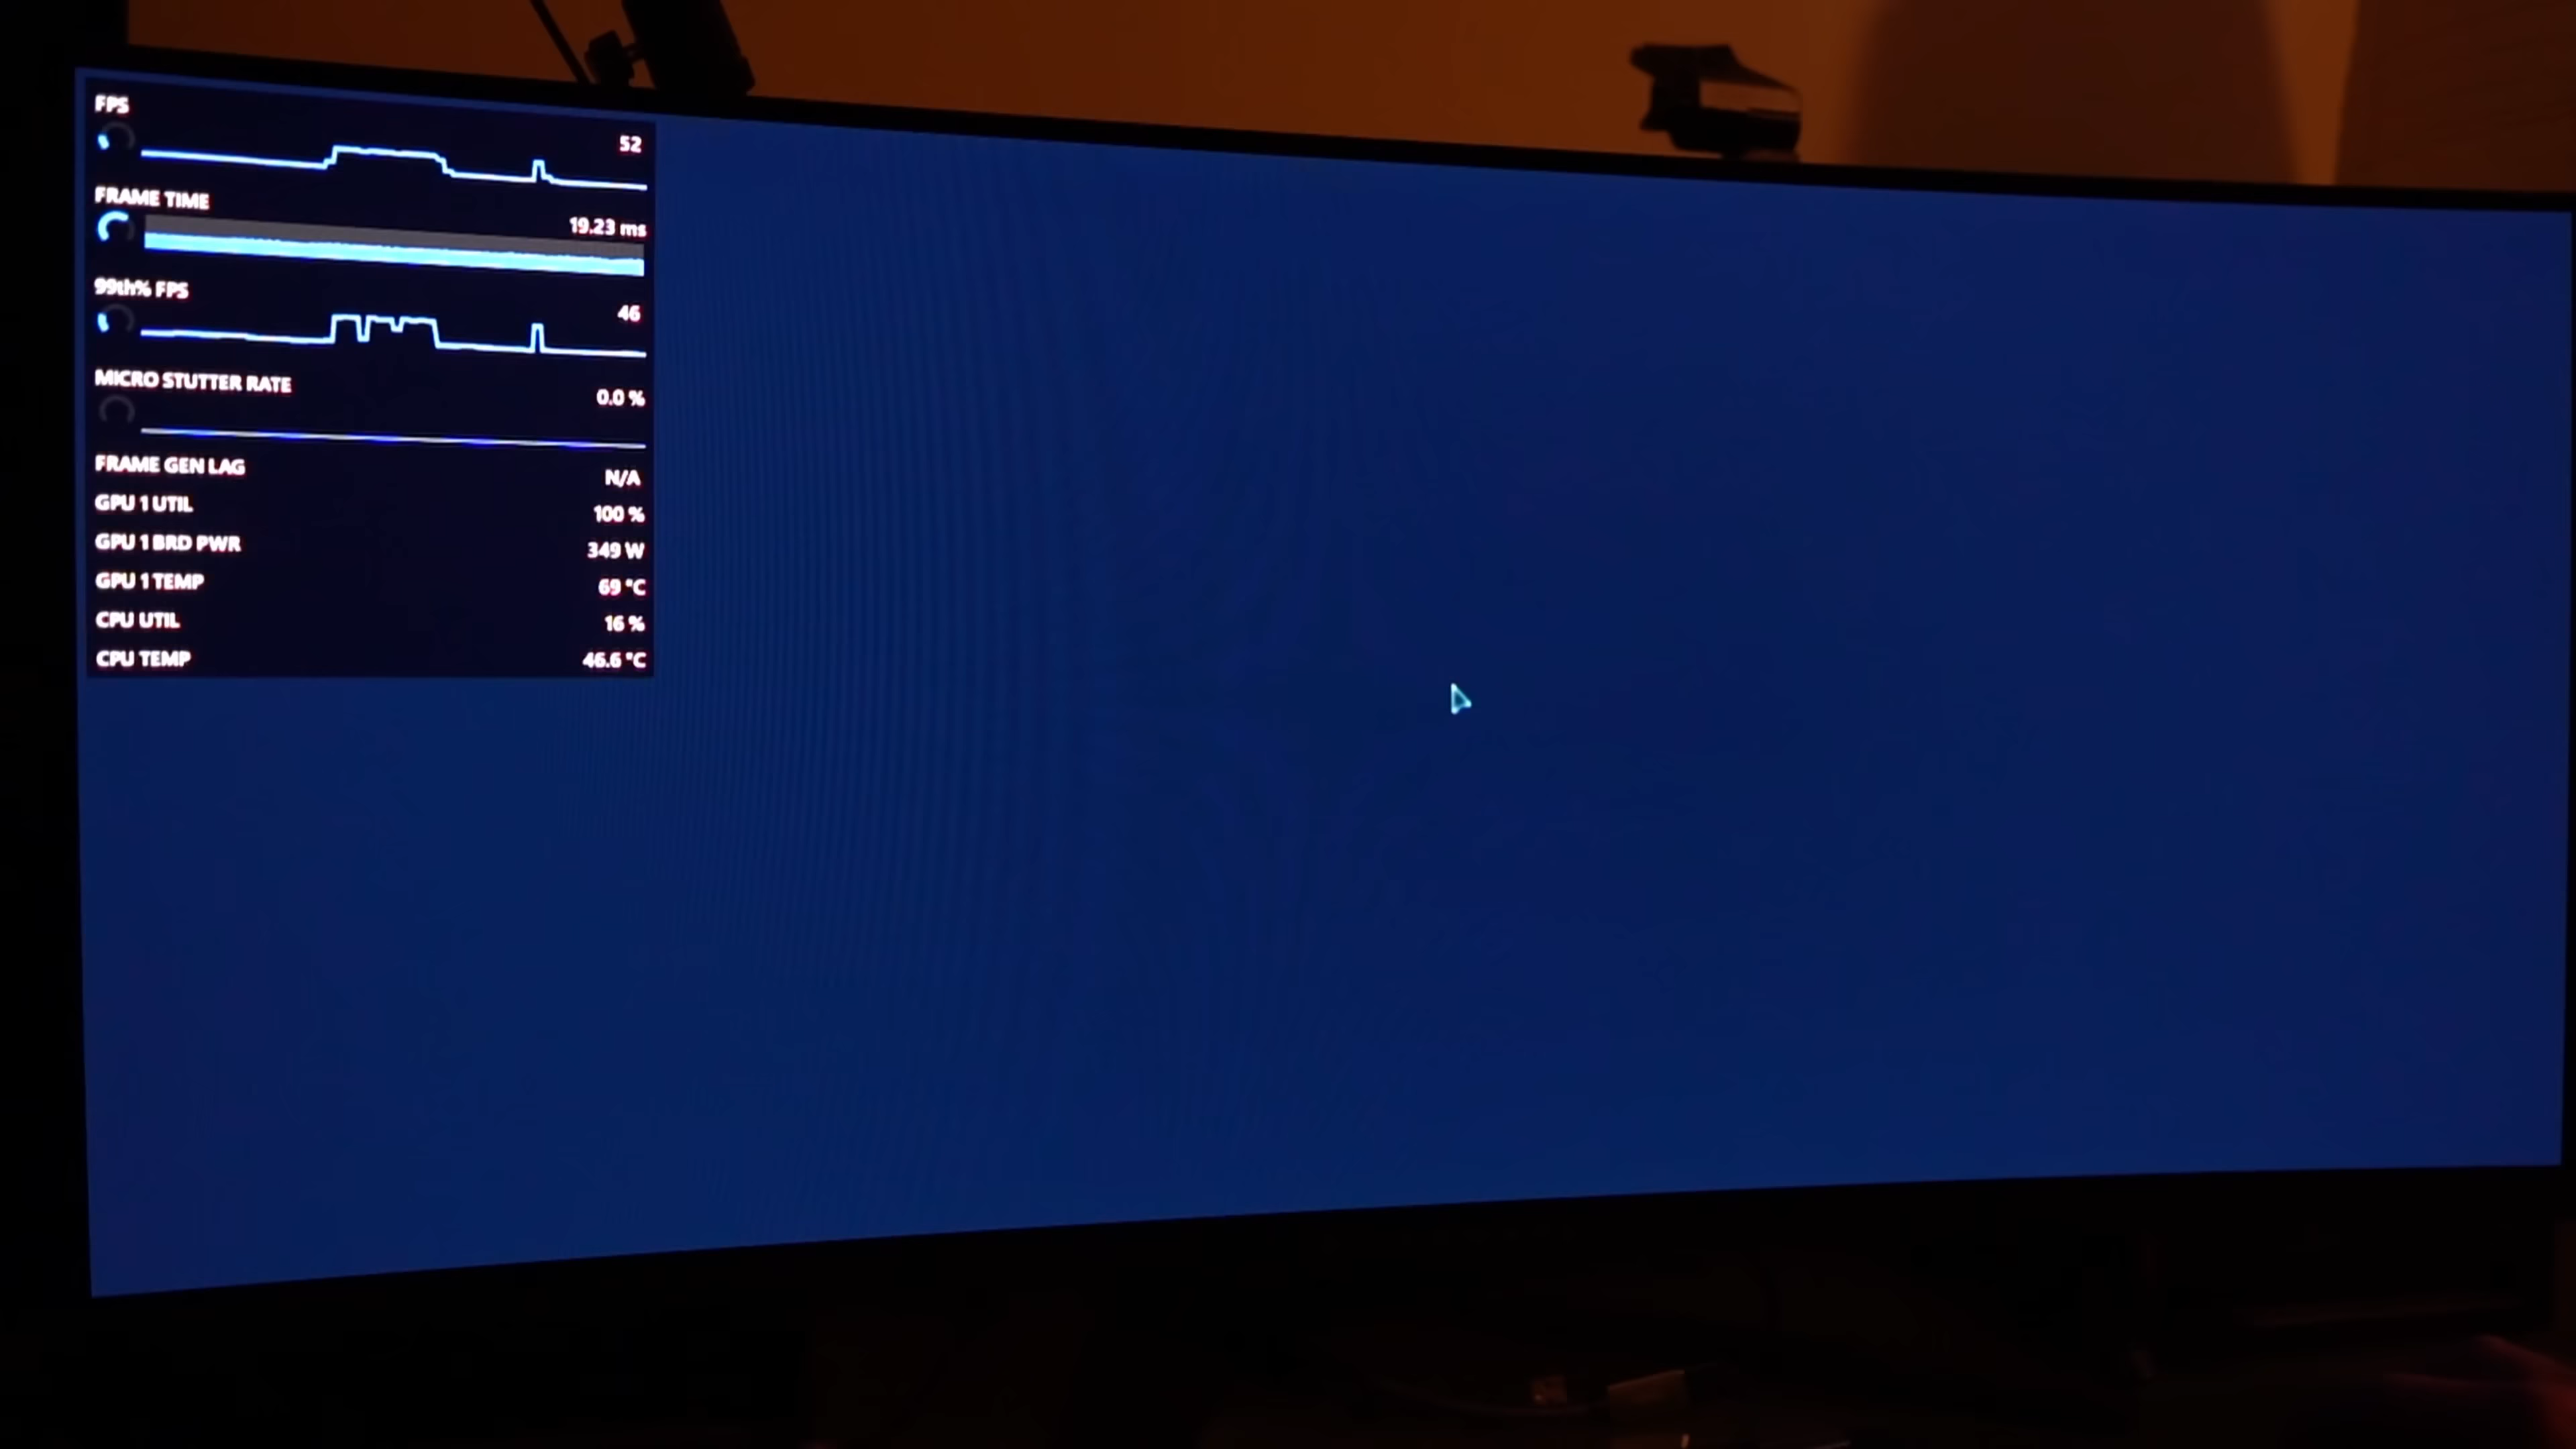 FPS
52
FRAME TIME
19.23 ms
99th% FPS
46
MICRO STUTTER RATE
0.0 %
FRAME GEN LAG N/A
GPU 1 UTIL 100 %
GPU 1 BRD PWR 349 W
GPU 1 TEMP 69 °C
CPU UTIL 16 %
CPU TEMP 46.6 °C